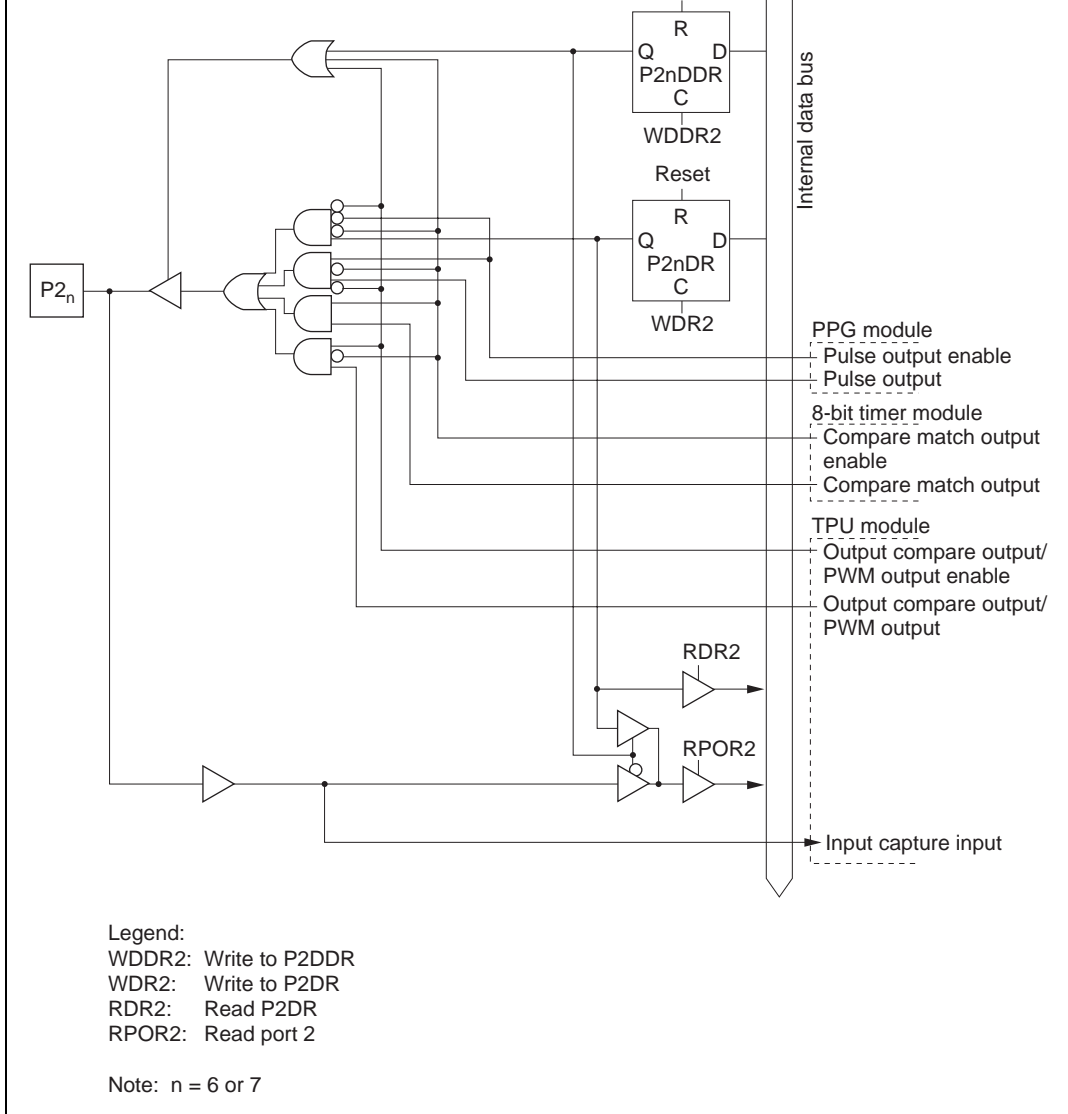 R
Q D
P2nDDR
C
WDDR2
Internal data bus
Reset
R
Q D
P2nDR
C
WDR2
P2n
PPG module
Pulse output enable
Pulse output
8-bit timer module
Compare match output
enable
Compare match output
TPU module
Output compare output/
PWM output enable
Output compare output/
PWM output
RDR2
RPOR2
Input capture input
Legend:
WDDR2: Write to P2DDR
WDR2: Write to P2DR
RDR2: Read P2DR
RPOR2: Read port 2
Note: n = 6 or 7